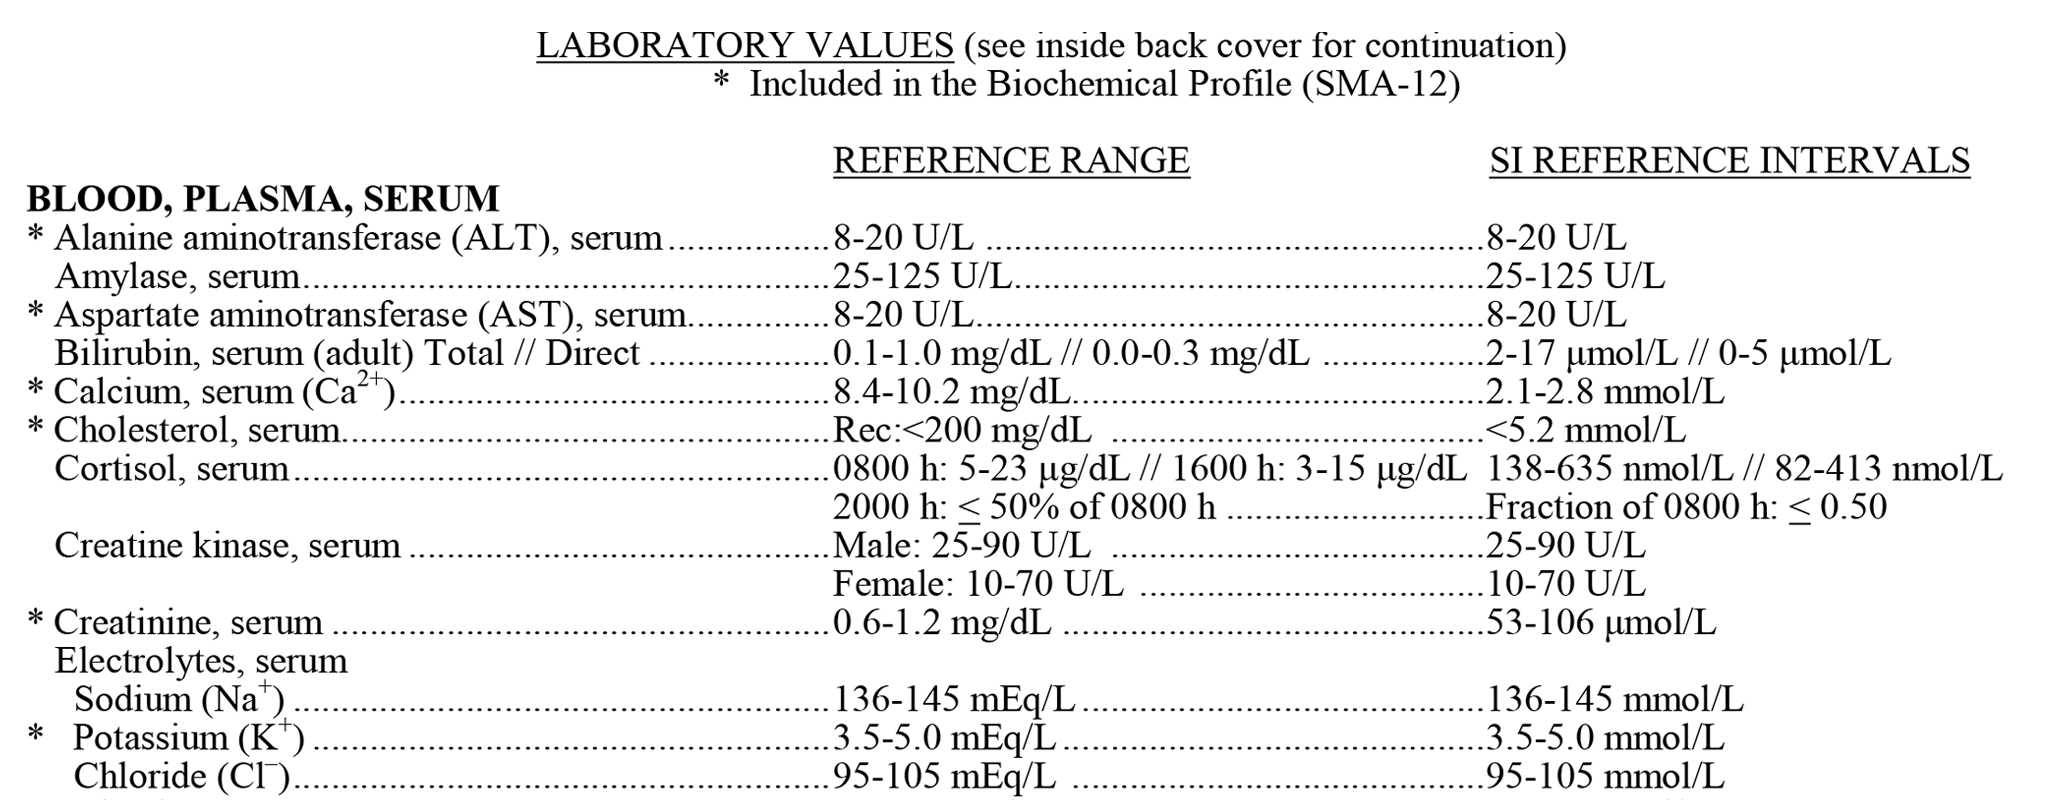 LABORATORY VALUES (see inside back cover for continuation)
* Included in the Biochemical Profile (SMA-12)
REFERENCE RANGE SI REFERENCE INTERVALS
BLOOD, PLASMA, SERUM
* Alanine aminotransferase (ALT), serum.................8-20 U/L ....................................................8-20 U/L
Amylase, serum.......................................................25-125 U/L.................................................25-125 U/L
* Aspartate aminotransferase (AST), serum...............8-20 U/L.....................................................8-20 U/L
Bilirubin, serum (adult) Total // Direct ...................0.1-1.0 mg/dL // 0.0-0.3 mg/dL .................2-17 μmol/L // 0-5 μmol/L
* Calcium, serum (Ca²⁺).............................................8.4-10.2 mg/dL...........................................2.1-2.8 mmol/L
* Cholesterol, serum...................................................Rec:<200 mg/dL .......................................<5.2 mmol/L
Cortisol, serum........................................................0800 h: 5-23 μg/dL // 1600 h: 3-15 μg/dL 138-635 nmol/L // 82-413 nmol/L
2000 h: ≤ 50% of 0800 h ...........................Fraction of 0800 h: ≤ 0.50
Creatine kinase, serum ............................................Male: 25-90 U/L .......................................25-90 U/L
Female: 10-70 U/L ....................................10-70 U/L
* Creatinine, serum ....................................................0.6-1.2 mg/dL ............................................53-106 μmol/L
Electrolytes, serum
Sodium (Na⁺) ........................................................136-145 mEq/L..........................................136-145 mmol/L
* Potassium (K⁺) ......................................................3.5-5.0 mEq/L............................................3.5-5.0 mmol/L
Chloride (Cl⁻)........................................................95-105 mEq/L ...........................................95-105 mmol/L